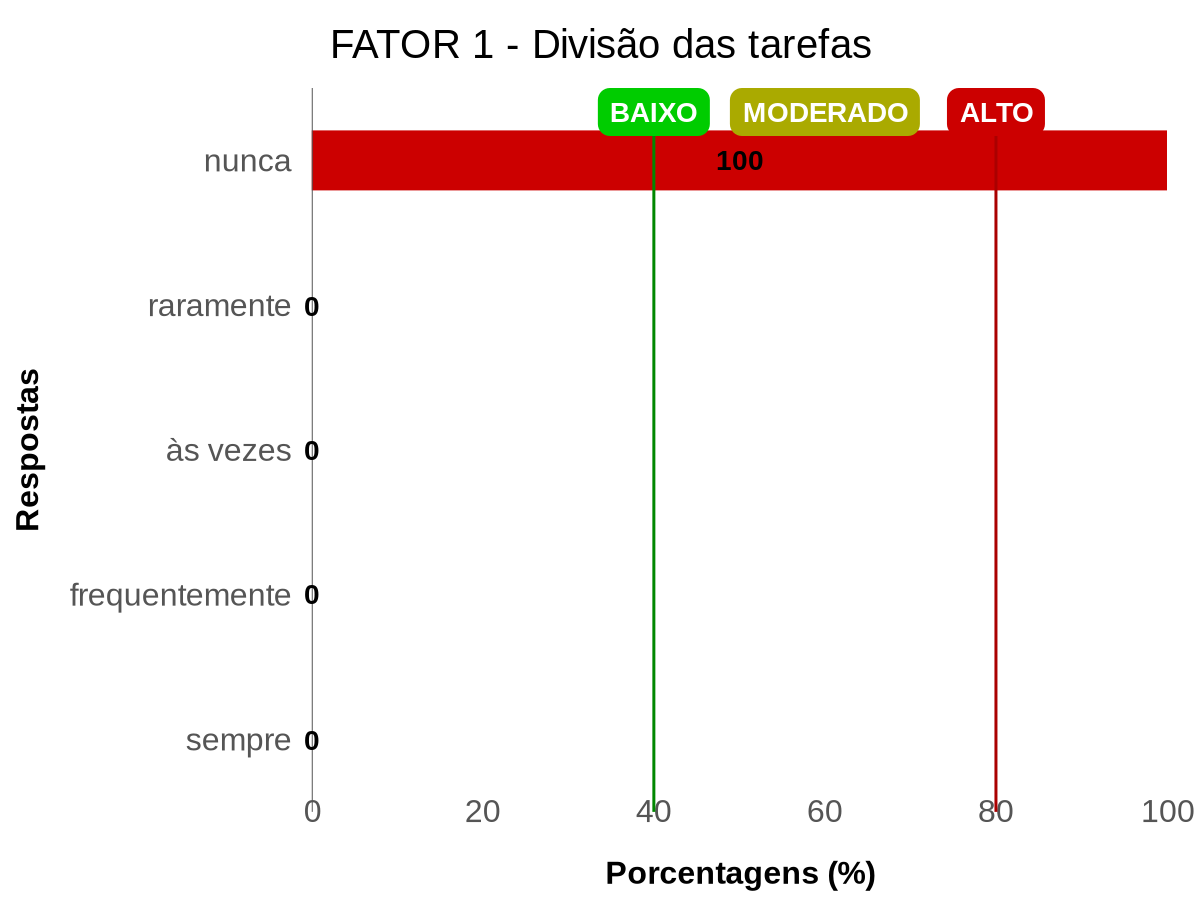 FATOR 1 - Divisão das tarefas
BAIXO MODERADO ALTO
nunca 100
raramente 0
às vezes 0
frequentemente 0
sempre 0
0 20 40 60 80 100
Porcentagens (%)
Respostas